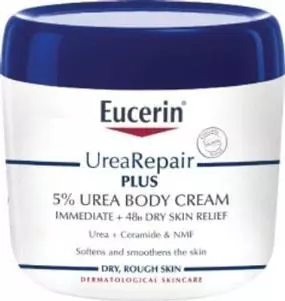 Eucerin®
UreaRepair
PLUS
5% UREA BODY CREAM
IMMEDIATE + 48h DRY SKIN RELIEF
Urea + Ceramide & NMF
Softens and smoothens the skin
DRY, ROUGH SKIN
DERMATOLOGICAL SKINCARE